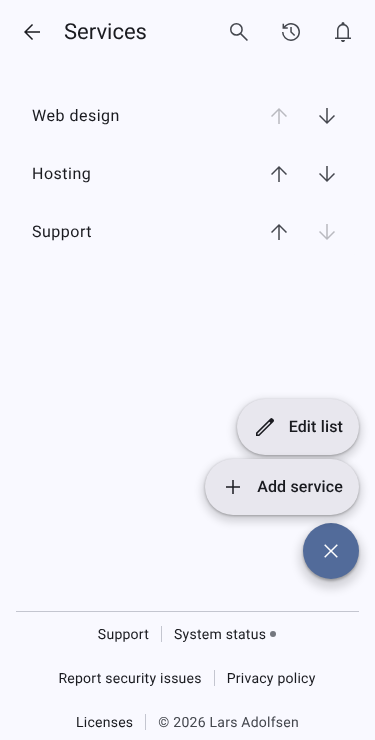 Services
Web design
Hosting
Support
Edit list
Add service
Support System status
Report security issues Privacy policy
Licenses © 2026 Lars Adolfsen